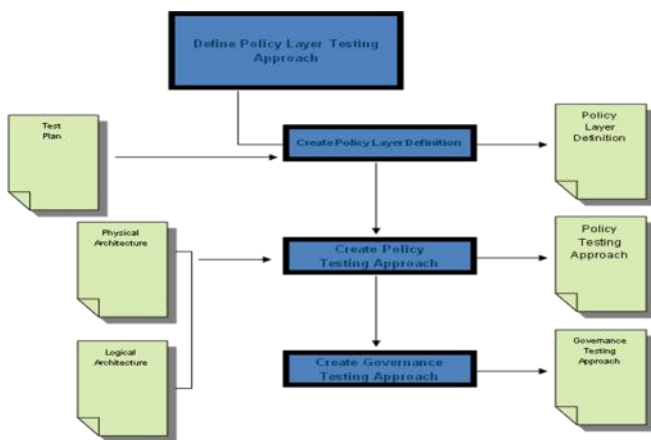 Define Policy Layer Testing
Approach
Test
Plan
Create Policy Layer Definition
Policy
Layer
Definition
Physical
Architecture
Create Policy
Testing Approach
Policy
Testing
Approach
Logical
Architecture
Create Governance
Testing Approach
Governance
Testing
Approach